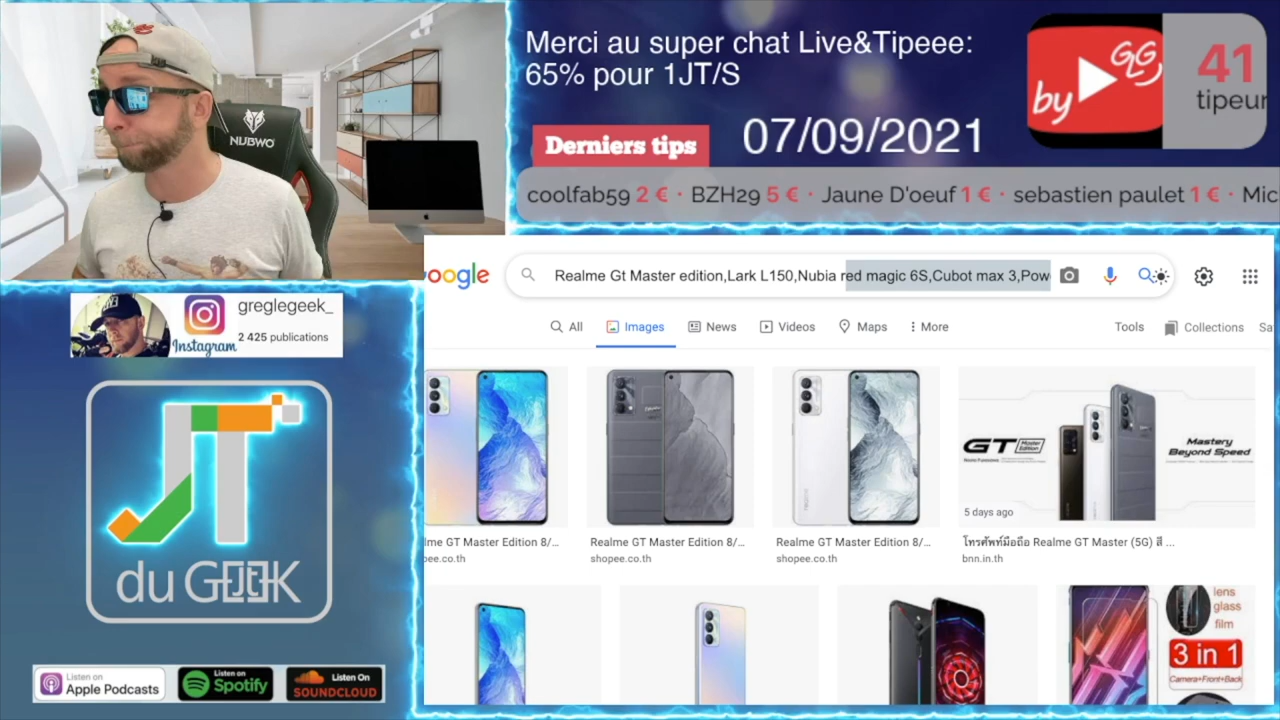 NUBWO
Merci au super chat Live&Tipeee:
65% pour 1JT/S
Derniers tips
07/09/2021
by GLG
41
tipeur
coolfab59 2 € · BZH29 5 € · Jaune D'oeuf 1 € · sebastien paulet 1 € · Mic
greglegeek_
Instagram
2 425 publications
JT
du GEEK
Listen on
Apple Podcasts
Listen on
Spotify
Listen On
SOUNDCLOUD
oogle
Realme Gt Master edition,Lark L150,Nubia red magic 6S,Cubot max 3,Pow
All
Images
News
Videos
Maps
More
Tools
Collections
Sa
GT Master Edition
Mastery
Beyond Speed
5 days ago
lme GT Master Edition 8/...
pee.co.th
Realme GT Master Edition 8/...
shopee.co.th
Realme GT Master Edition 8/...
shopee.co.th
โทรศัพท์มือถือ Realme GT Master (5G) สี ...
bnn.in.th
lens
glass
film
3 in 1
Camera+Front+Back